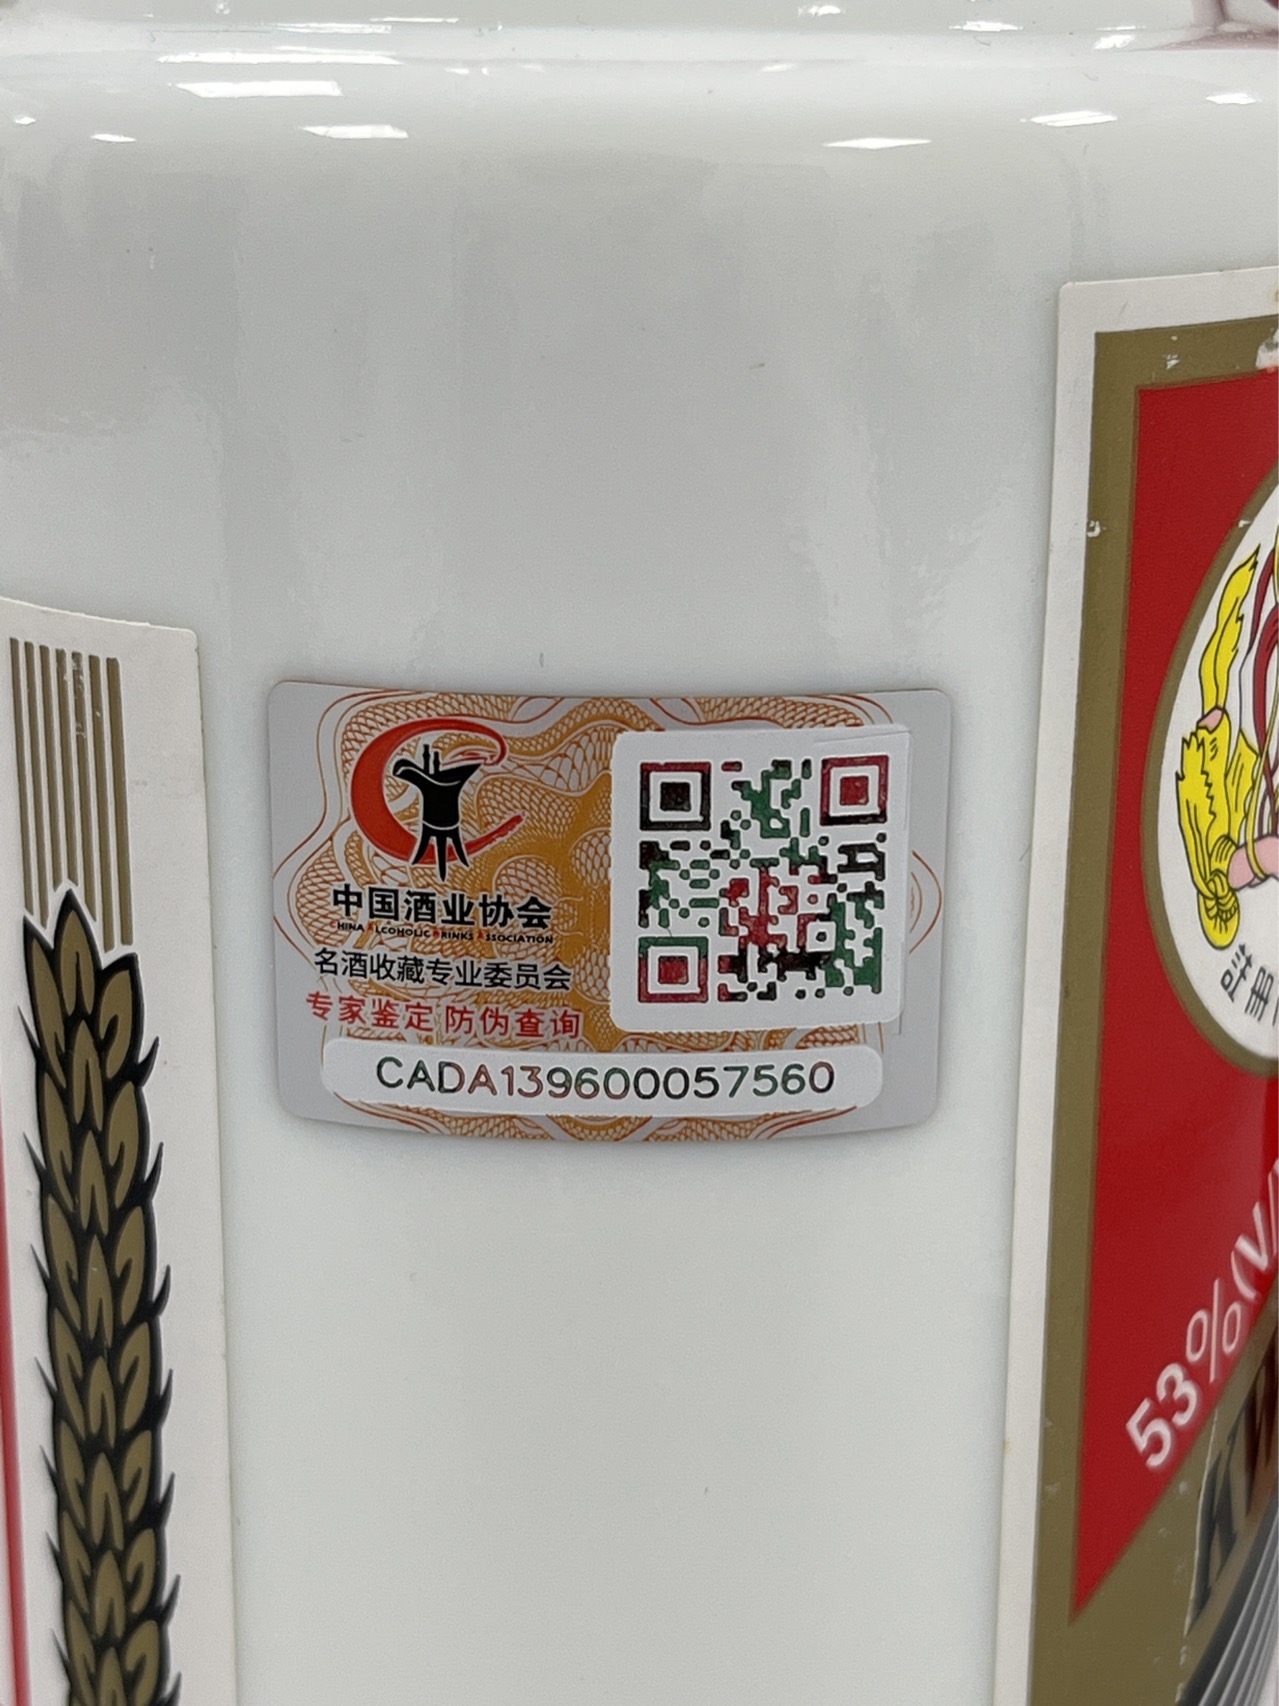 中国酒业协会
CHINA ALCOHOLIC DRINKS ASSOCIATION
名酒收藏专业委员会
专家鉴定 防伪查询
CADA139600057560
53%(V/
KW